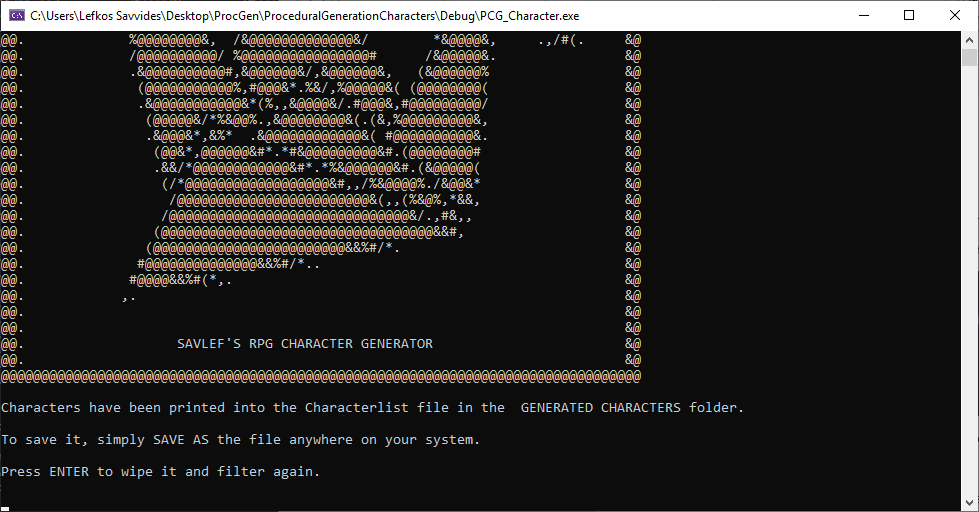 C:\Users\Lefkos Savvides\Desktop\ProcGen\ProceduralGenerationCharacters\Debug\PCG_Character.exe
SAVLEF'S RPG CHARACTER GENERATOR
Characters have been printed into the Characterlist file in the  GENERATED CHARACTERS folder.
To save it, simply SAVE AS the file anywhere on your system.
Press ENTER to wipe it and filter again.